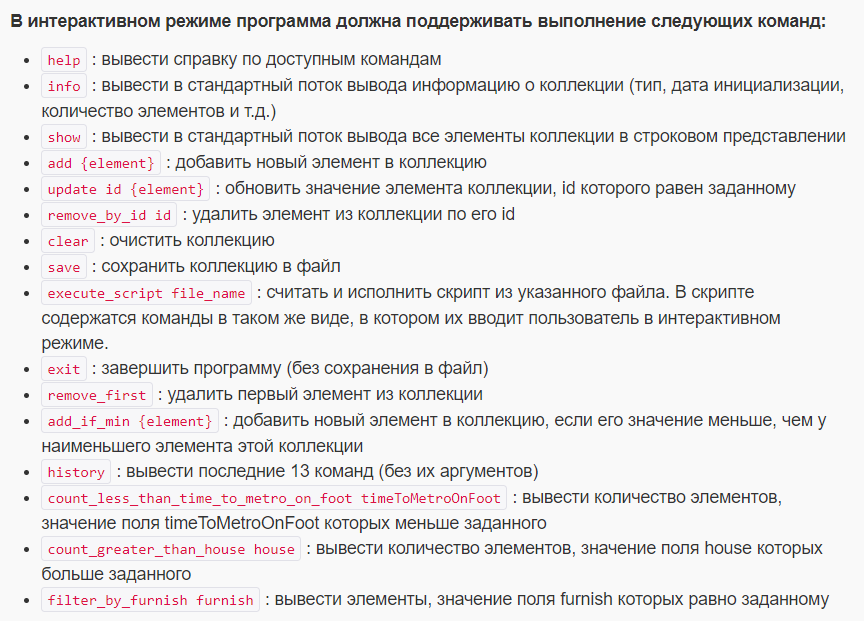 В интерактивном режиме программа должна поддерживать выполнение следующих команд:
help : вывести справку по доступным командам
info : вывести в стандартный поток вывода информацию о коллекции (тип, дата инициализации,
количество элементов и т.д.)
show : вывести в стандартный поток вывода все элементы коллекции в строковом представлении
add {element} : добавить новый элемент в коллекцию
update id {element} : обновить значение элемента коллекции, id которого равен заданному
remove_by_id id : удалить элемент из коллекции по его id
clear : очистить коллекцию
save : сохранить коллекцию в файл
execute_script file_name : считать и исполнить скрипт из указанного файла. В скрипте
содержатся команды в таком же виде, в котором их вводит пользователь в интерактивном
режиме.
exit : завершить программу (без сохранения в файл)
remove_first : удалить первый элемент из коллекции
add_if_min {element} : добавить новый элемент в коллекцию, если его значение меньше, чем у
наименьшего элемента этой коллекции
history : вывести последние 13 команд (без их аргументов)
count_less_than_time_to_metro_on_foot timeToMetroOnFoot : вывести количество элементов,
значение поля timeToMetroOnFoot которых меньше заданного
count_greater_than_house house : вывести количество элементов, значение поля house которых
больше заданного
filter_by_furnish furnish : вывести элементы, значение поля furnish которых равно заданному